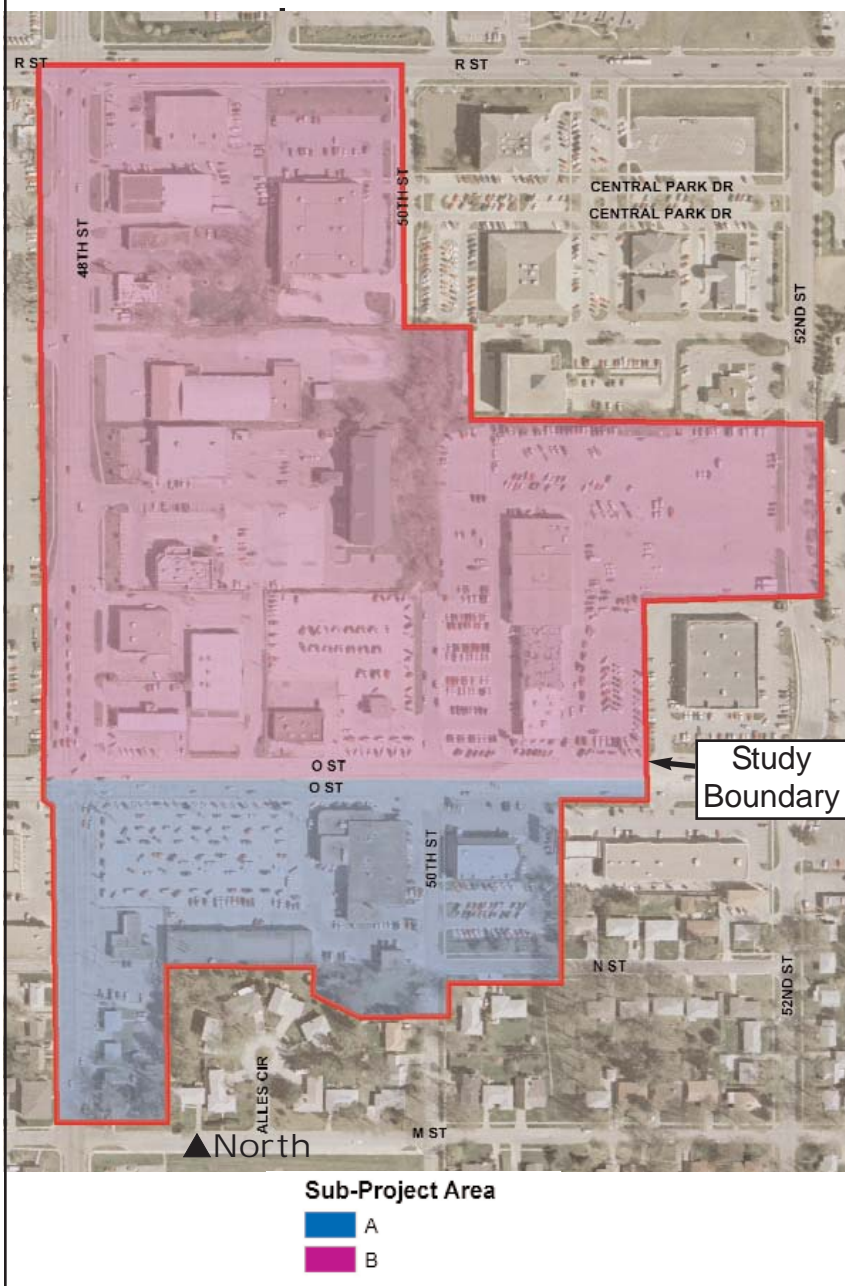 R ST
R ST
50TH ST
CENTRAL PARK DR
CENTRAL PARK DR
48TH ST
52ND ST
O ST
O ST
Study
Boundary
50TH ST
N ST
52ND ST
ALLES CIR
M ST
North
Sub-Project Area
A
B